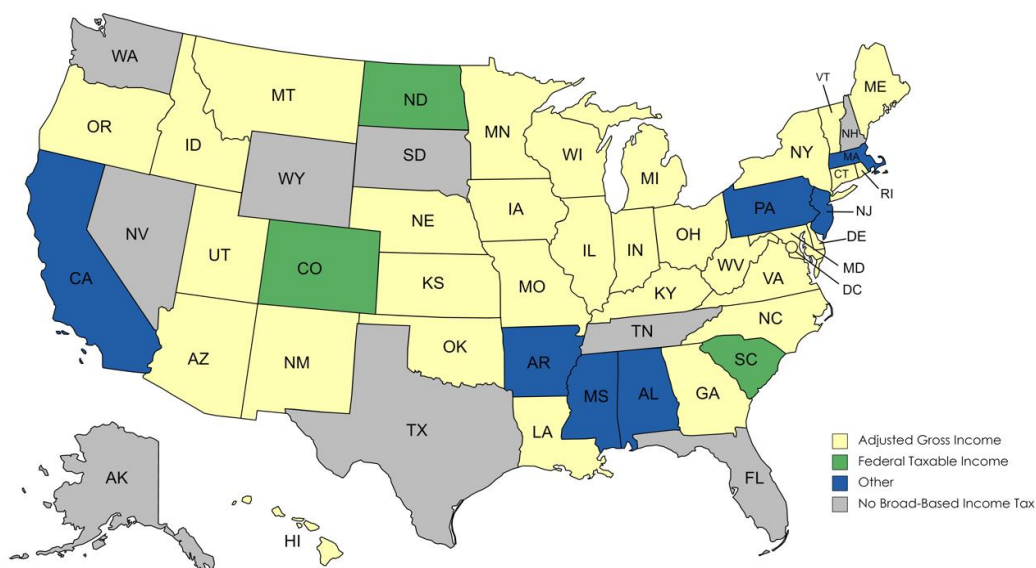 WA
MT
ND
MN
VT
ME
OR
ID
SD
WI
NY
NH
MA
WY
MI
CT
RI
NE
IA
PA
NJ
NV
UT
IL
IN
OH
DE
CA
CO
KS
MO
WV
VA
MD
KY
DC
NC
TN
AZ
NM
OK
AR
SC
MS
AL
GA
TX
LA
Adjusted Gross Income
Federal Taxable Income
AK
FL
Other
No Broad-Based Income Tax
HI